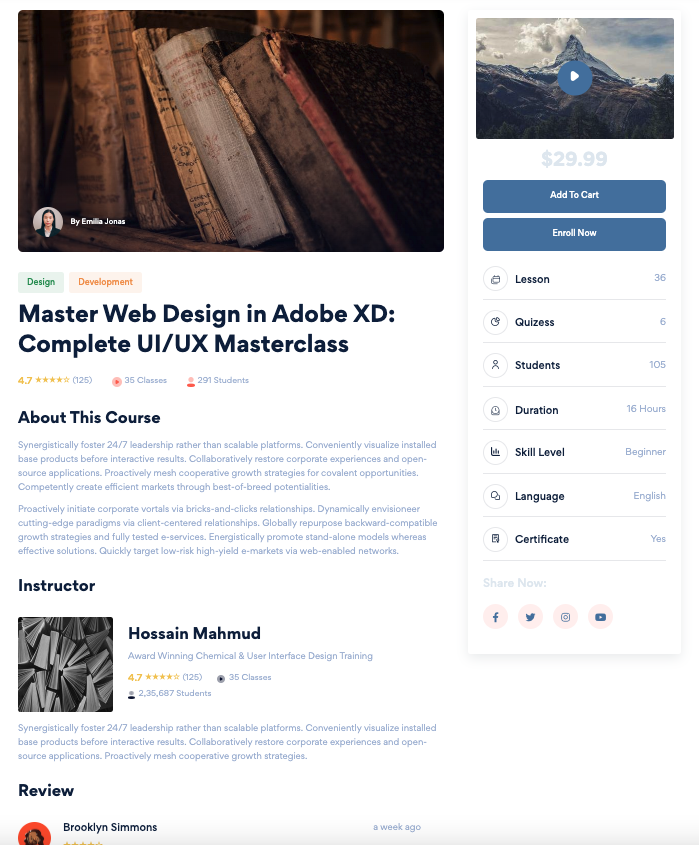 By Emilia Jonas
Design
Development
Master Web Design in Adobe XD:
Complete UI/UX Masterclass
4.7 ★★★★☆ (125)
35 Classes
291 Students
About This Course
Synergistically foster 24/7 leadership rather than scalable platforms. Conveniently visualize installed
base products before interactive results. Collaboratively restore corporate experiences and open-
source applications. Proactively mesh cooperative growth strategies for covalent opportunities.
Competently create efficient markets through best-of-breed potentialities.
Proactively initiate corporate vortals via bricks-and-clicks relationships. Dynamically envisioneer
cutting-edge paradigms via client-centered relationships. Globally repurpose backward-compatible
growth strategies and fully tested e-services. Energistically promote stand-alone models whereas
effective solutions. Quickly target low-risk high-yield e-markets via web-enabled networks.
Instructor
Hossain Mahmud
Award Winning Chemical & User Interface Design Training
4.7 ★★★★☆ (125)
35 Classes
2,35,687 Students
Synergistically foster 24/7 leadership rather than scalable platforms. Conveniently visualize installed
base products before interactive results. Collaboratively restore corporate experiences and open-
source applications. Proactively mesh cooperative growth strategies.
Review
Brooklyn Simmons
a week ago
$29.99
Add To Cart
Enroll Now
Lesson 36
Quizess 6
Students 105
Duration 16 Hours
Skill Level Beginner
Language English
Certificate Yes
Share Now: